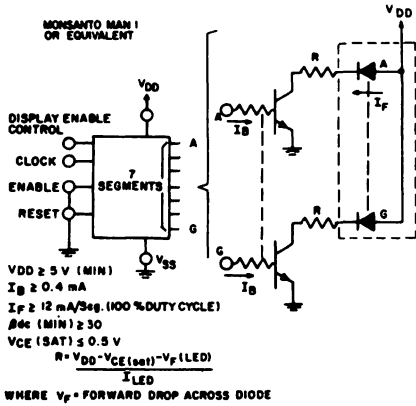 MONSANTO MAN I
OR EQUIVALENT
VDD
VDD
R
A
IF
DISPLAY ENABLE
CONTROL
CLOCK
ENABLE
RESET
7
SEGMENTS
A
G
VSS
A
IB
R
G
G
IB
VDD ≥ 5 V (MIN)
IB ≥ 0.4 mA
IF ≥ 12 mA/Seg. (100 % DUTY CYCLE)
βdc (MIN) ≥ 30
VCE (SAT) ≤ 0.5 V
R = VDD - VCE (sat) - VF (LED)
ILED
WHERE VF = FORWARD DROP ACROSS DIODE